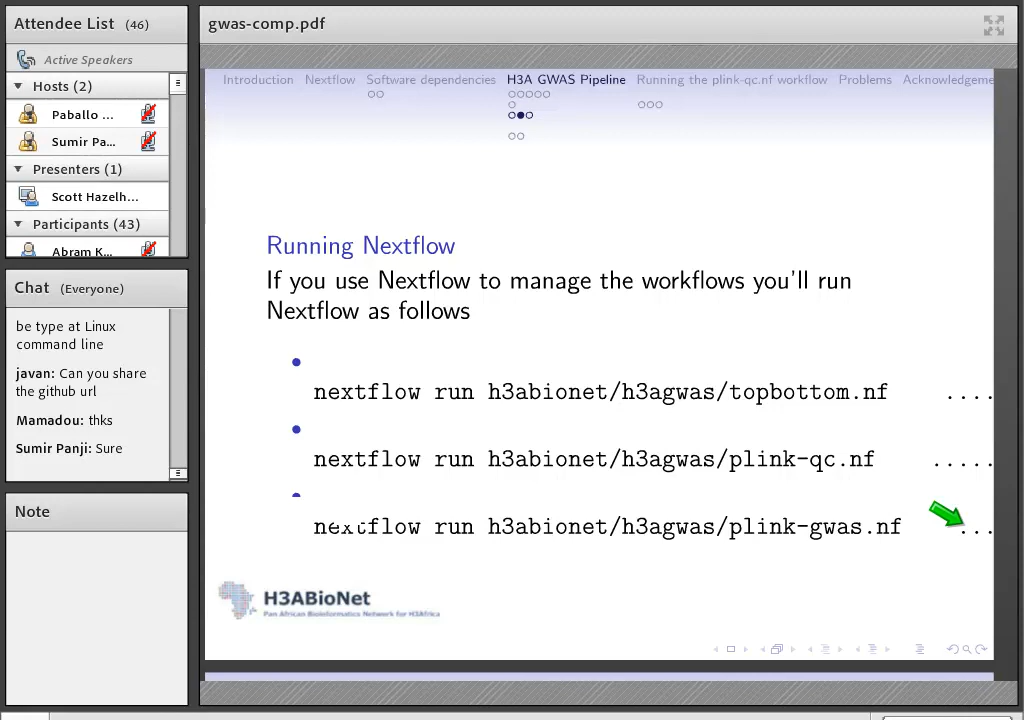 Attendee List (46)
Active Speakers
Hosts (2)
Paballo ...
Sumir Pa...
Presenters (1)
Scott Hazelh...
Participants (43)
Abram K...
Chat (Everyone)
be type at Linux
command line
javan: Can you share
the github url
Mamadou: thks
Sumir Panji: Sure
Note
gwas-comp.pdf
Introduction Nextflow Software dependencies H3A GWAS Pipeline Running the plink-qc.nf workflow Problems Acknowledgeme
Running Nextflow
If you use Nextflow to manage the workflows you'll run
Nextflow as follows
nextflow run h3abionet/h3agwas/topbottom.nf ....
nextflow run h3abionet/h3agwas/plink-qc.nf .....
nextflow run h3abionet/h3agwas/plink-gwas.nf ...
H3ABioNet
Pan African Bioinformatics Network for H3Africa